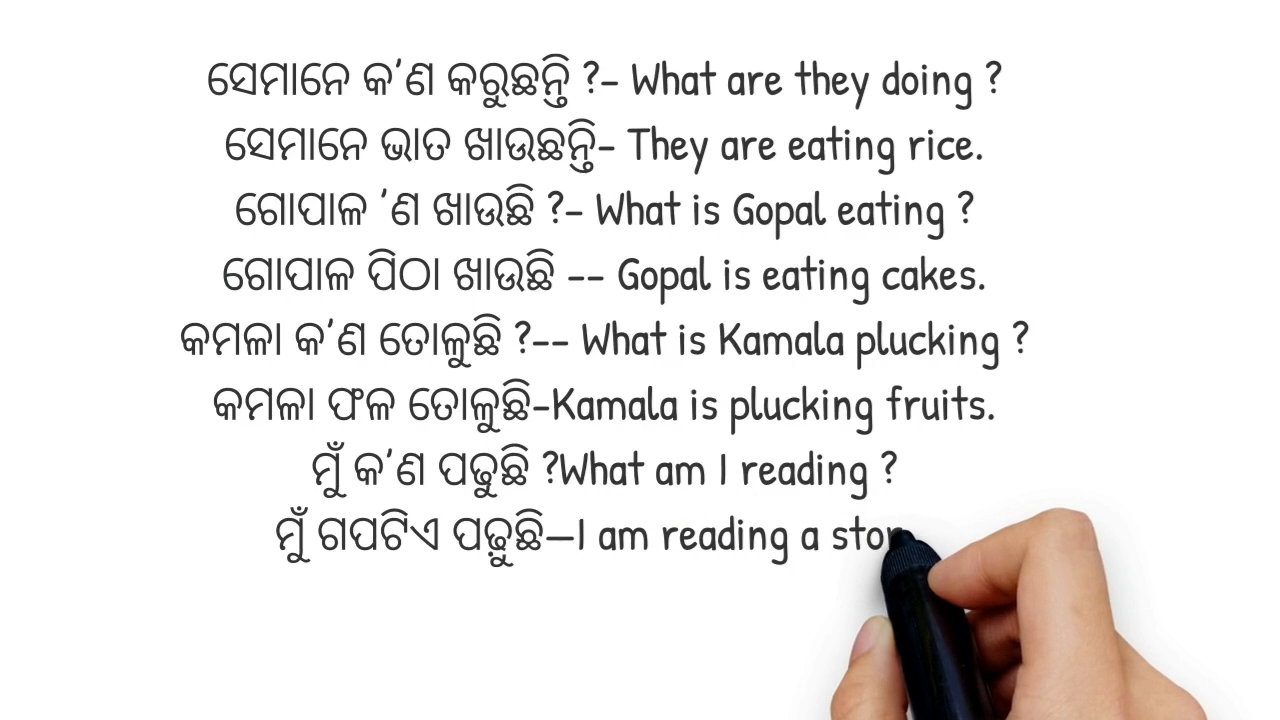 ସେମାନେ କ'ଣ କରୁଛନ୍ତି ?- What are they doing ?
ସେମାନେ ଭାତ ଖାଉଛନ୍ତି- They are eating rice.
ଗୋପାଳ 'ଣ ଖାଉଛି ?- What is Gopal eating ?
ଗୋପାଳ ପିଠା ଖାଉଛି -- Gopal is eating cakes.
କମଳା କ'ଣ ତୋଳୁଛି ?-- What is Kamala plucking ?
କମଳା ଫଳ ତୋଳୁଛି-Kamala is plucking fruits.
ମୁଁ କ'ଣ ପଢୁଛି ?What am I reading ?
ମୁଁ ଗପଟିଏ ପଢ଼ୁଛି—I am reading a